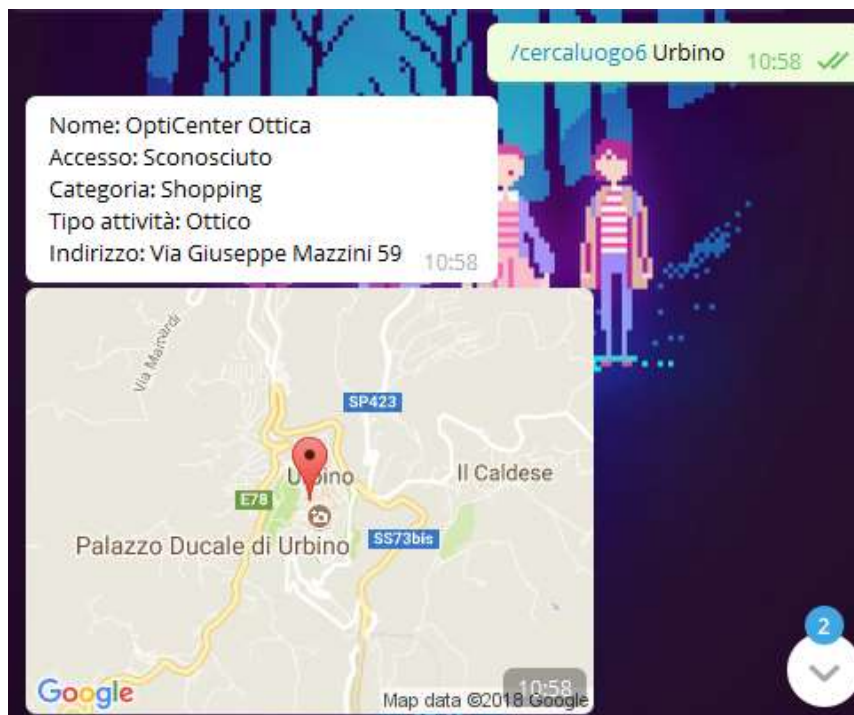 /cercaluogo6 Urbino 10:58
Nome: OptiCenter Ottica
Accesso: Sconosciuto
Categoria: Shopping
Tipo attività: Ottico
Indirizzo: Via Giuseppe Mazzini 59 10:58
Via Mainardi
SP423
Urbino
Il Caldese
E78
Palazzo Ducale di Urbino
SS73bis
2
10:58
Google
Map data ©2018 Google